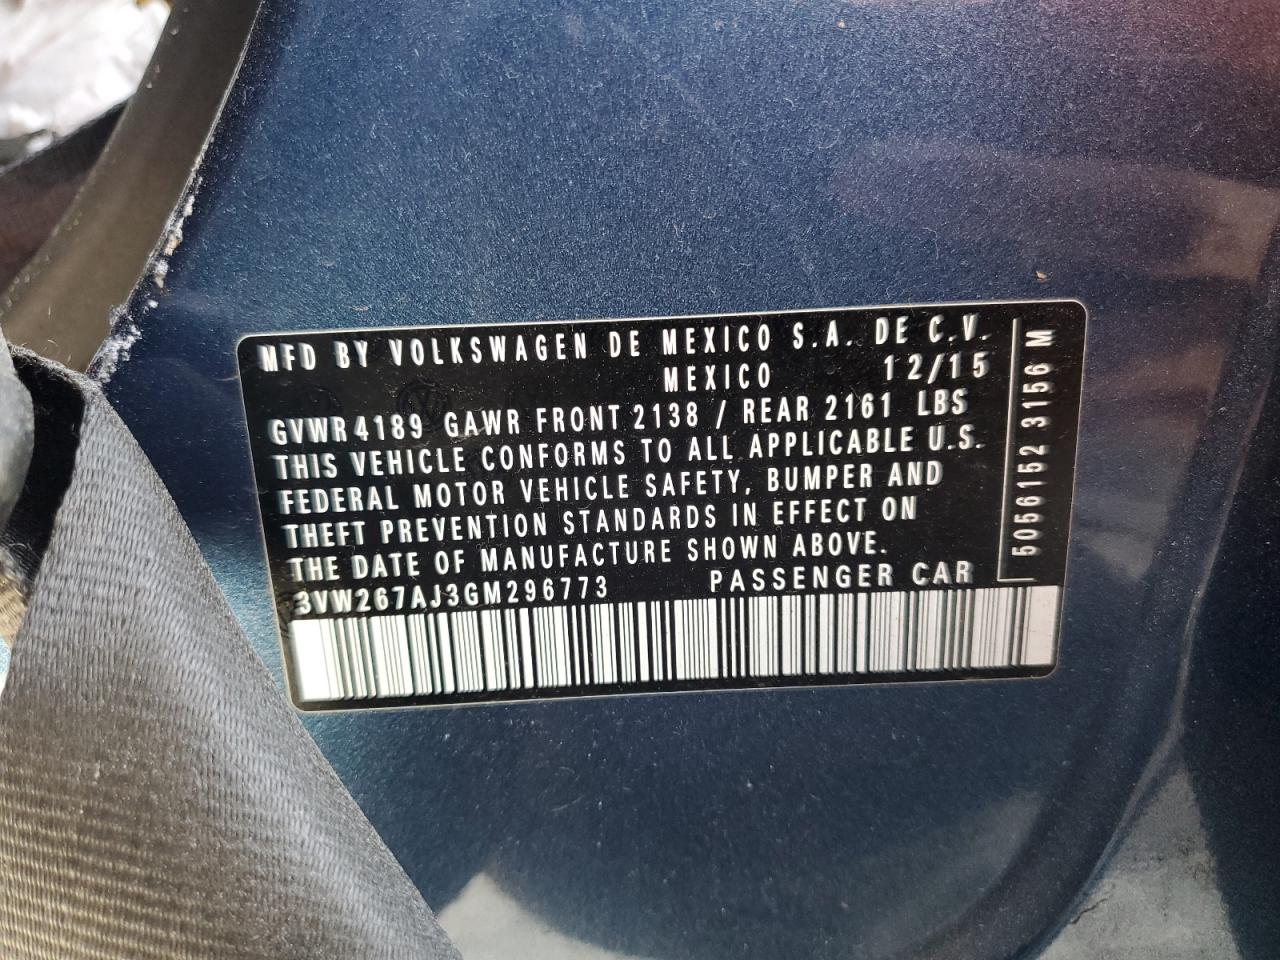 MFD BY VOLKSWAGEN DE MEXICO S.A. DE C.V.
MEXICO 12/15
GVWR 4189 GAWR FRONT 2138 / REAR 2161 LBS
THIS VEHICLE CONFORMS TO ALL APPLICABLE U.S.
FEDERAL MOTOR VEHICLE SAFETY, BUMPER AND
THEFT PREVENTION STANDARDS IN EFFECT ON
THE DATE OF MANUFACTURE SHOWN ABOVE.
3VW267AJ3GM296773 PASSENGER CAR
5056152 3156 M